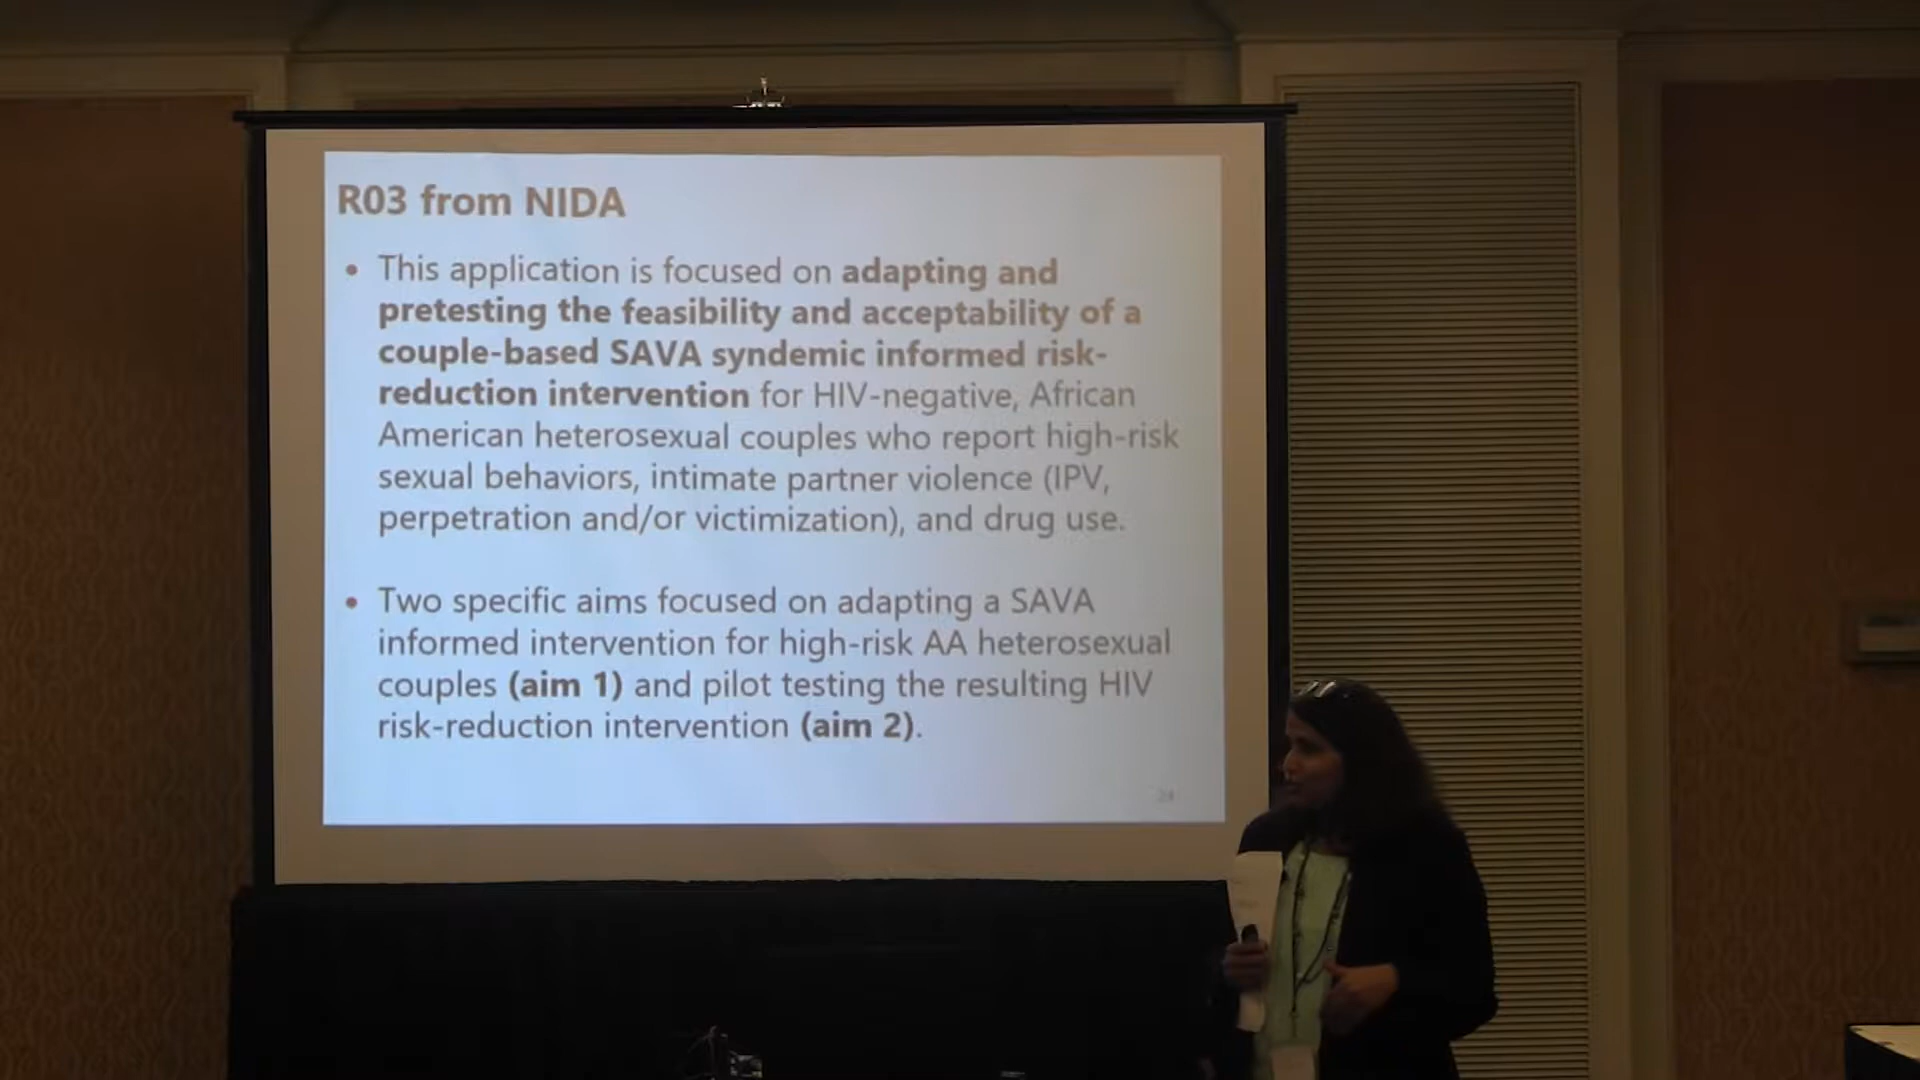 R03 from NIDA
• This application is focused on adapting and
pretesting the feasibility and acceptability of a
couple-based SAVA syndemic informed risk-
reduction intervention for HIV-negative, African
American heterosexual couples who report high-risk
sexual behaviors, intimate partner violence (IPV,
perpetration and/or victimization), and drug use.
• Two specific aims focused on adapting a SAVA
informed intervention for high-risk AA heterosexual
couples (aim 1) and pilot testing the resulting HIV
risk-reduction intervention (aim 2).